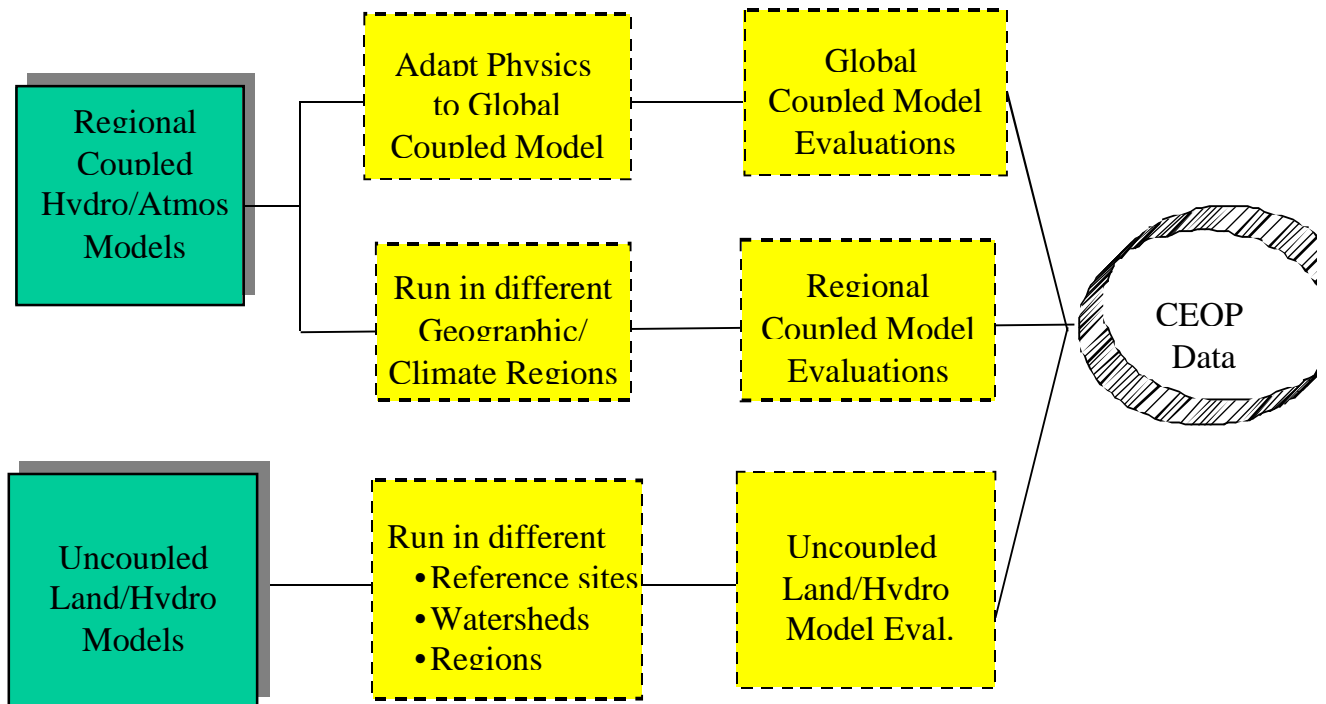 Regional
Coupled
Hydro/Atmos
Models
Adapt Physics
to Global
Coupled Model
Global
Coupled Model
Evaluations
Run in different
Geographic/
Climate Regions
Regional
Coupled Model
Evaluations
CEOP
Data
Uncoupled
Land/Hydro
Models
Run in different
•Reference sites
•Watersheds
•Regions
Uncoupled
Land/Hydro
Model Eval.